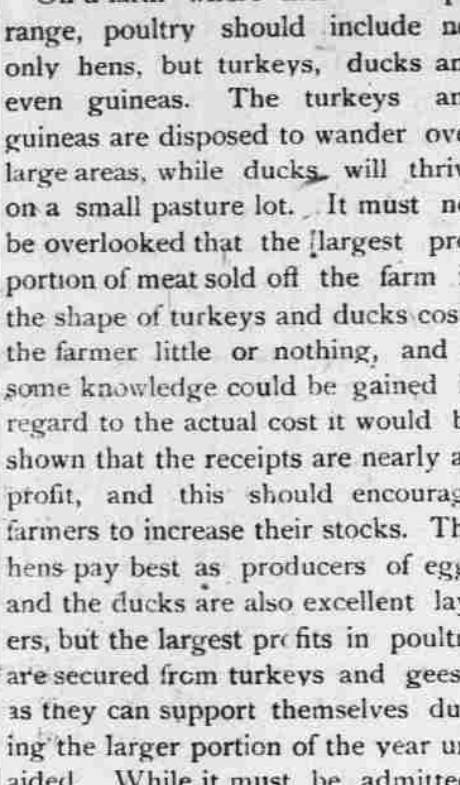 range, poultry should include n
only hens, but turkeys, ducks an
even guineas. The turkeys an
guineas are disposed to wander ove
large areas, while ducks will thriv
on a small pasture lot. It must n
be overlooked that the largest pro
portion of meat sold off the farm
the shape of turkeys and ducks cos
the farmer little or nothing, and
some knowledge could be gained
regard to the actual cost it would b
shown that the receipts are nearly a
profit, and this should encourag
farmers to increase their stocks. Th
hens pay best as producers of egg
and the ducks are also excellent lay
ers, but the largest profits in poultr
are secured from turkeys and gees
as they can support themselves du
ing the larger portion of the year un
aided. While it must be admitted